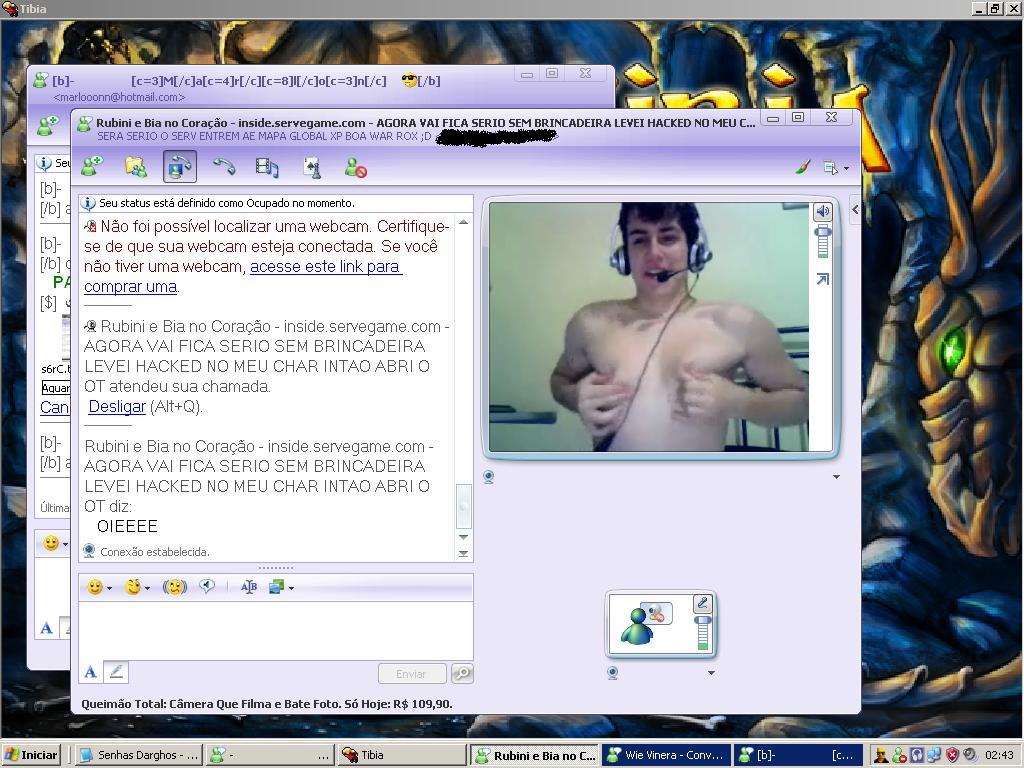 Tibia
[b]- [c=3]M[/c]a[c=4]r[/c][c=8]l[/c]o[c=3]n[/c] [/b]
<marlooonn@hotmail.com>
Rubini e Bia no Coração - inside.servegame.com - AGORA VAI FICA SERIO SEM BRINCADEIRA LEVEI HACKED NO MEU C...
SERA SERIO O SERV ENTREM AE MAPA GLOBAL XP BOA WAR ROX ;D
Seu
[b]-
[/b] a
[b]-
[/b]
PA
[$]
s6rC.t
Aquar
Can
[b]-
[/b] a
Última
Seu status está definido como Ocupado no momento.
Não foi possível localizar uma webcam. Certifique-
se de que sua webcam esteja conectada. Se você
não tiver uma webcam, acesse este link para
comprar uma.
Rubini e Bia no Coração - inside.servegame.com -
AGORA VAI FICA SERIO SEM BRINCADEIRA
LEVEI HACKED NO MEU CHAR INTAO ABRI O
OT atendeu sua chamada.
Desligar (Alt+Q).
Rubini e Bia no Coração - inside.servegame.com -
AGORA VAI FICA SERIO SEM BRINCADEIRA
LEVEI HACKED NO MEU CHAR INTAO ABRI O
OT diz:
OIEEEE
Conexão estabelecida.
A
A
Enviar
Queimão Total: Câmera Que Filma e Bate Foto. Só Hoje: R$ 109,90.
Iniciar
Senhas Darghos - ...
- ...
Tibia
Rubini e Bia no C...
Wie Vinera - Conv...
[b]- [c...
02:43